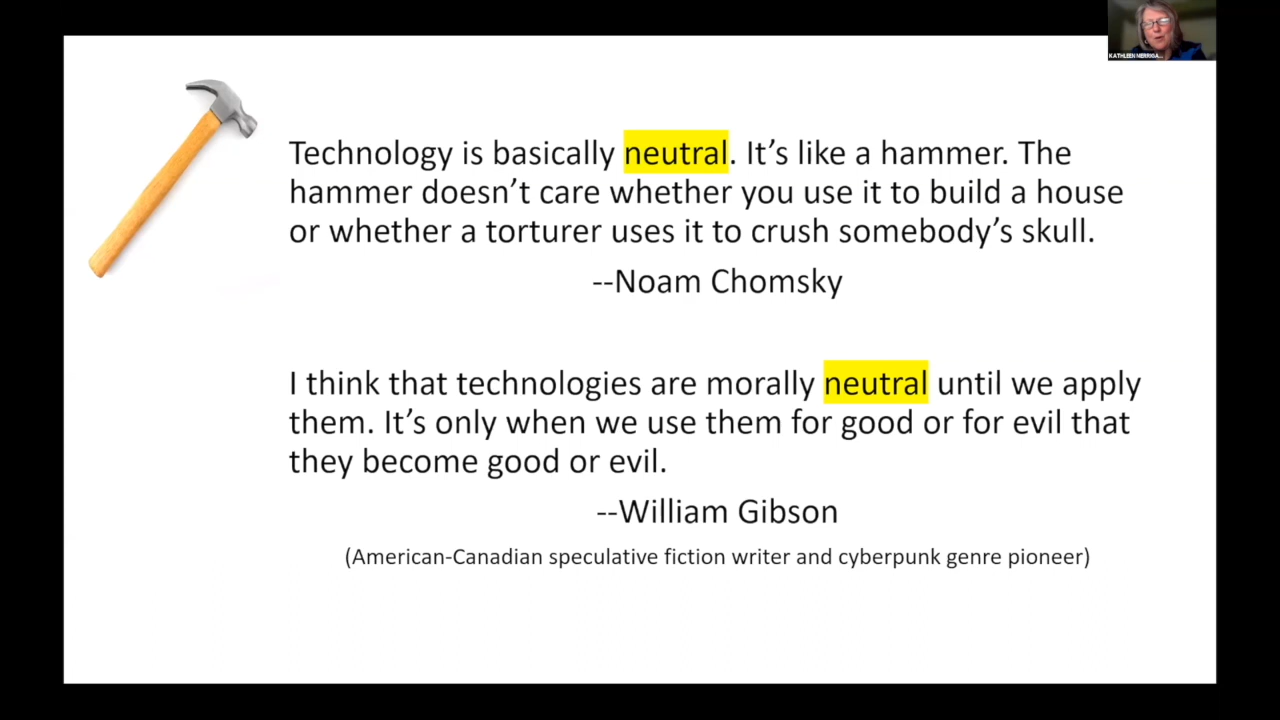 KATHLEEN MERRIGA...
Technology is basically neutral. It’s like a hammer. The
hammer doesn’t care whether you use it to build a house
or whether a torturer uses it to crush somebody’s skull.
--Noam Chomsky
I think that technologies are morally neutral until we apply
them. It’s only when we use them for good or for evil that
they become good or evil.
--William Gibson
(American-Canadian speculative fiction writer and cyberpunk genre pioneer)